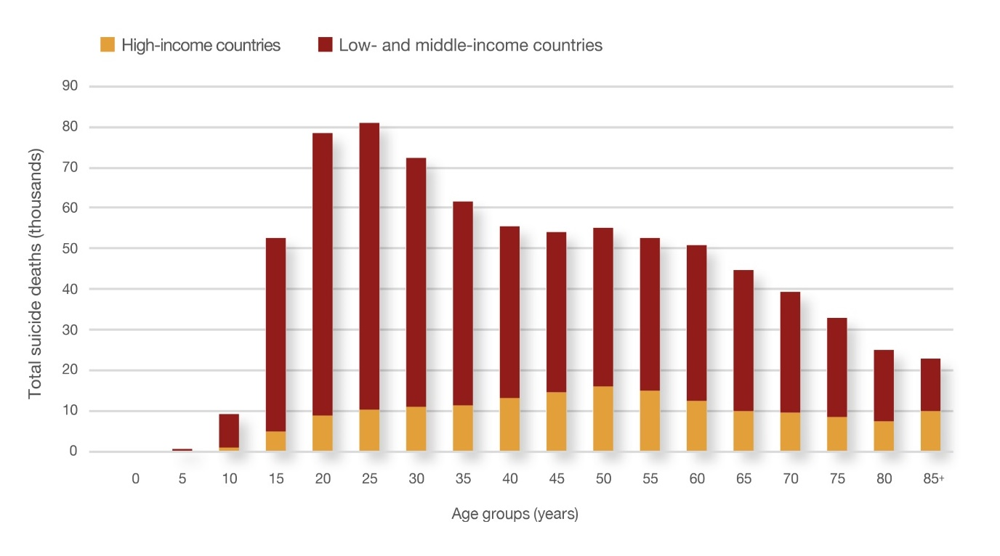 High-income countries Low- and middle-income countries
Total suicide deaths (thousands)
90
80
70
60
50
40
30
20
10
0
0 5 10 15 20 25 30 35 40 45 50 55 60 65 70 75 80 85+
Age groups (years)